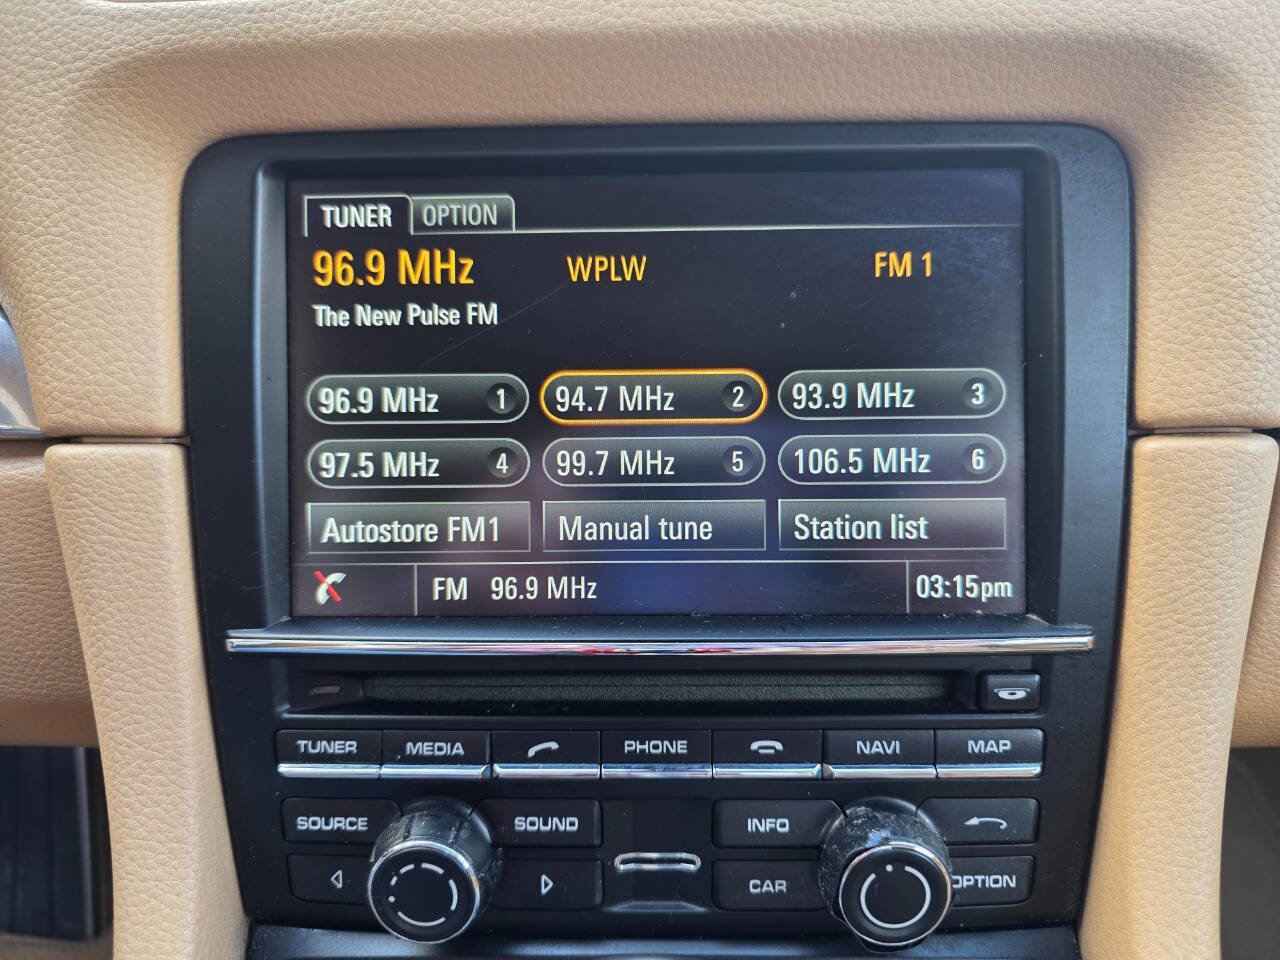 TUNER OPTION
96.9 MHz WPLW FM 1
The New Pulse FM
96.9 MHz 1 94.7 MHz 2 93.9 MHz 3
97.5 MHz 4 99.7 MHz 5 106.5 MHz 6
Autostore FM1 Manual tune Station list
FM 96.9 MHz 03:15pm
TUNER MEDIA PHONE NAVI MAP
SOURCE SOUND INFO
CAR OPTION